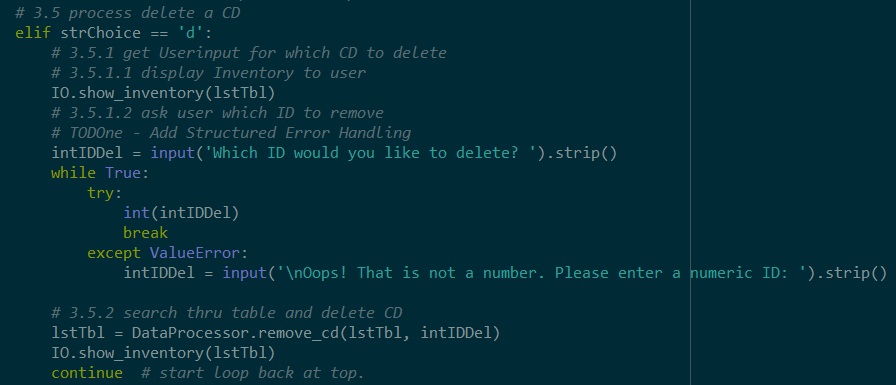 # 3.5 process delete a CD
elif strChoice == 'd':
    # 3.5.1 get Userinput for which CD to delete
    # 3.5.1.1 display Inventory to user
    IO.show_inventory(lstTbl)
    # 3.5.1.2 ask user which ID to remove
    # TODOne - Add Structured Error Handling
    intIDDel = input('Which ID would you like to delete? ').strip()
    while True:
        try:
            int(intIDDel)
            break
        except ValueError:
            intIDDel = input('\nOops! That is not a number. Please enter a numeric ID: ').strip()
    # 3.5.2 search thru table and delete CD
    lstTbl = DataProcessor.remove_cd(lstTbl, intIDDel)
    IO.show_inventory(lstTbl)
    continue  # start loop back at top.